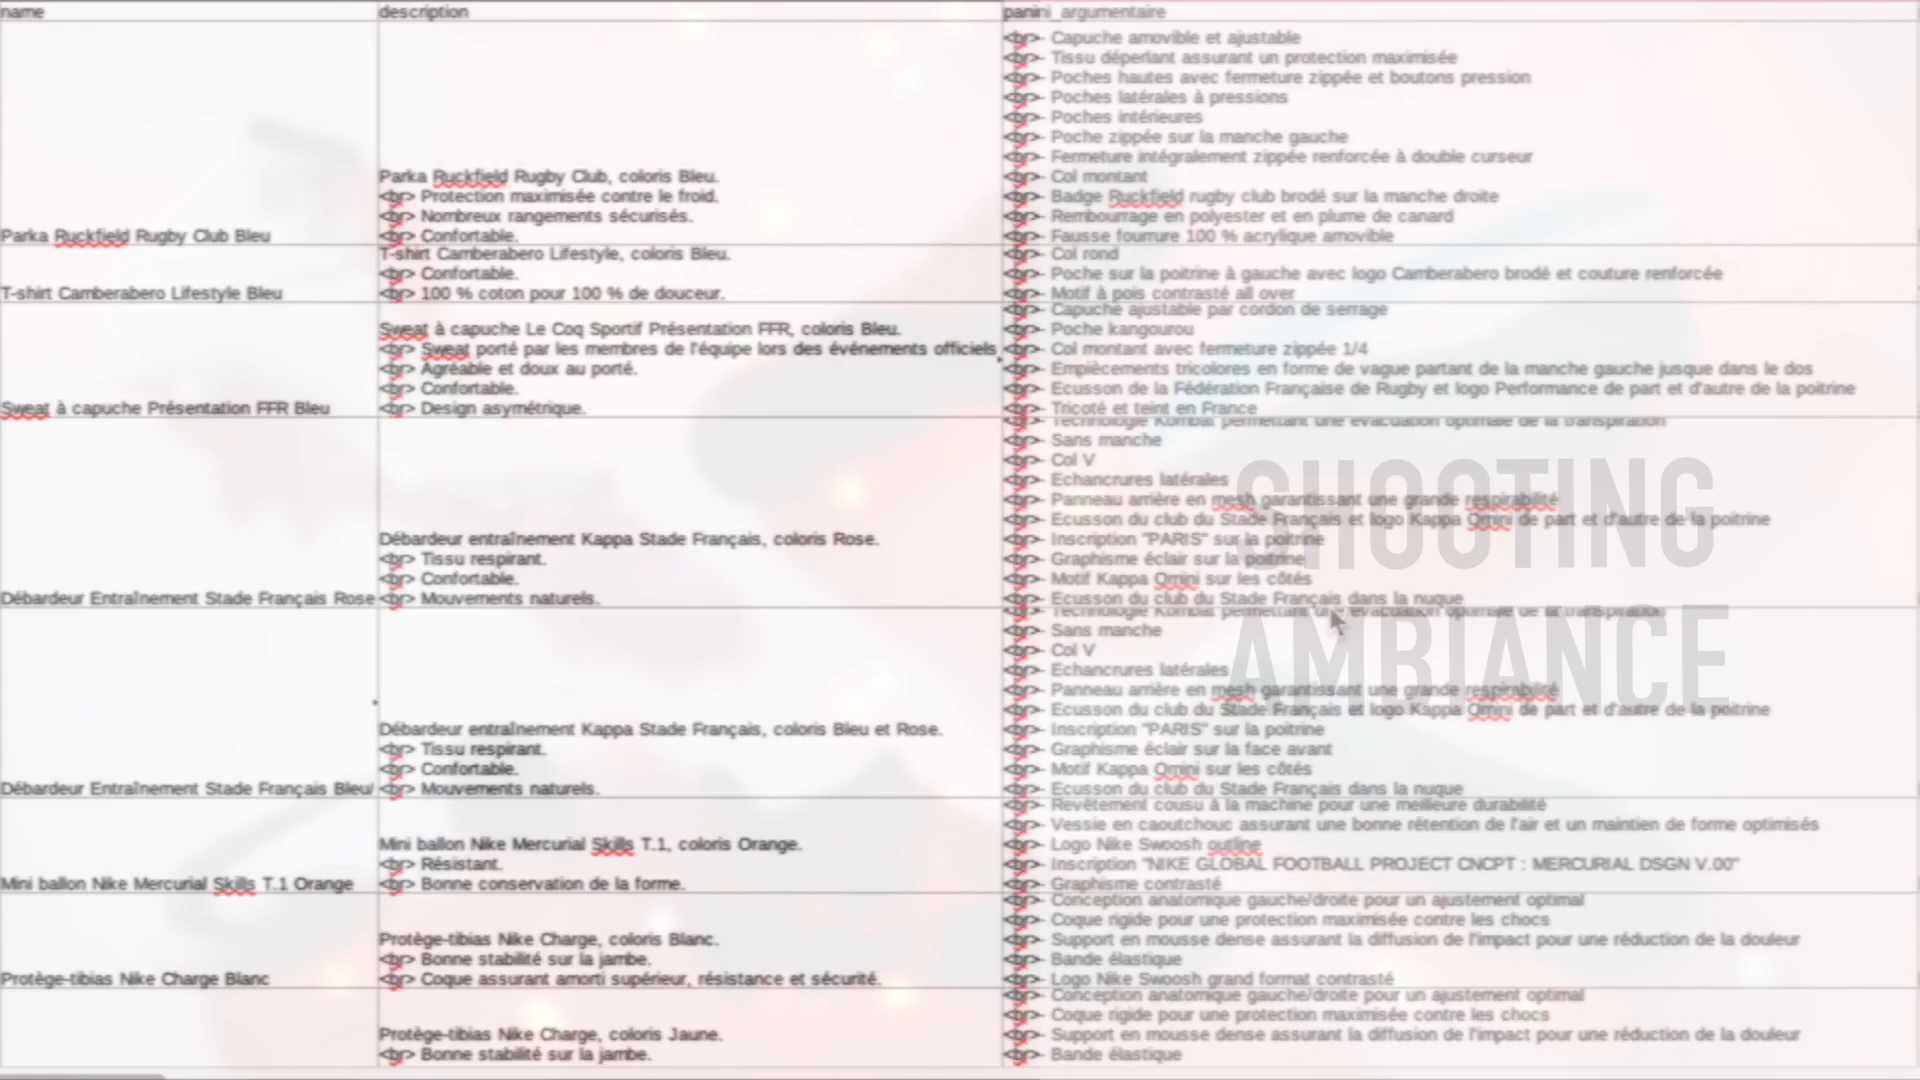 name
description
panini_argumentaire
Parka Ruckfield Rugby Club Bleu
Parka Ruckfield Rugby Club, coloris Bleu.
<br> Protection maximisée contre le froid.
<br> Nombreux rangements sécurisés.
<br> Confortable.
<br>- Capuche amovible et ajustable
<br>- Tissu déperlant assurant un protection maximisée
<br>- Poches hautes avec fermeture zippée et boutons pression
<br>- Poches latérales à pressions
<br>- Poches intérieures
<br>- Poche zippée sur la manche gauche
<br>- Fermeture intégralement zippée renforcée à double curseur
<br>- Col montant
<br>- Badge Ruckfield rugby club brodé sur la manche droite
<br>- Rembourrage en polyester et en plume de canard
<br>- Fausse fourrure 100 % acrylique amovible
T-shirt Camberabero Lifestyle Bleu
T-shirt Camberabero Lifestyle, coloris Bleu.
<br> Confortable.
<br> 100 % coton pour 100 % de douceur.
<br>- Col rond
<br>- Poche sur la poitrine à gauche avec logo Camberabero brodé et couture renforcée
<br>- Motif à pois contrasté all over
Sweat à capuche Présentation FFR Bleu
Sweat à capuche Le Coq Sportif Présentation FFR, coloris Bleu.
<br> Sweat porté par les membres de l'équipe lors des événements officiels.
<br> Agréable et doux au porté.
<br> Confortable.
<br> Design asymétrique.
<br>- Capuche ajustable par cordon de serrage
<br>- Poche kangourou
<br>- Col montant avec fermeture zippée 1/4
<br>- Empiècements tricolores en forme de vague partant de la manche gauche jusque dans le dos
<br>- Ecusson de la Fédération Française de Rugby et logo Performance de part et d'autre de la poitrine
<br>- Tricoté et teint en France
Débardeur Entraînement Stade Français Rose
Débardeur entraînement Kappa Stade Français, coloris Rose.
<br> Tissu respirant.
<br> Confortable.
<br> Mouvements naturels.
<br>- Technologie Kombat permettant une évacuation optimale de la transpiration
<br>- Sans manche
<br>- Col V
<br>- Echancrures latérales
<br>- Panneau arrière en mesh garantissant une grande respirabilité
<br>- Ecusson du club du Stade Français et logo Kappa Omini de part et d'autre de la poitrine
<br>- Inscription "PARIS" sur la poitrine
<br>- Graphisme éclair sur la poitrine
<br>- Motif Kappa Omini sur les côtés
<br>- Ecusson du club du Stade Français dans la nuque
Débardeur Entraînement Stade Français Bleu/
Débardeur entraînement Kappa Stade Français, coloris Bleu et Rose.
<br> Tissu respirant.
<br> Confortable.
<br> Mouvements naturels.
<br>- Technologie Kombat permettant une évacuation optimale de la transpiration
<br>- Sans manche
<br>- Col V
<br>- Echancrures latérales
<br>- Panneau arrière en mesh garantissant une grande respirabilité
<br>- Ecusson du club du Stade Français et logo Kappa Omini de part et d'autre de la poitrine
<br>- Inscription "PARIS" sur la poitrine
<br>- Graphisme éclair sur la face avant
<br>- Motif Kappa Omini sur les côtés
<br>- Ecusson du club du Stade Français dans la nuque
Mini ballon Nike Mercurial Skills T.1 Orange
Mini ballon Nike Mercurial Skills T.1, coloris Orange.
<br> Résistant.
<br> Bonne conservation de la forme.
<br>- Revêtement cousu à la machine pour une meilleure durabilité
<br>- Vessie en caoutchouc assurant une bonne rétention de l'air et un maintien de forme optimisés
<br>- Logo Nike Swoosh outline
<br>- Inscription "NIKE GLOBAL FOOTBALL PROJECT CNCPT : MERCURIAL DSGN V.00"
<br>- Graphisme contrasté
Protège-tibias Nike Charge Blanc
Protège-tibias Nike Charge, coloris Blanc.
<br> Bonne stabilité sur la jambe.
<br> Coque assurant amorti supérieur, résistance et sécurité.
<br>- Conception anatomique gauche/droite pour un ajustement optimal
<br>- Coque rigide pour une protection maximisée contre les chocs
<br>- Support en mousse dense assurant la diffusion de l'impact pour une réduction de la douleur
<br>- Bande élastique
<br>- Logo Nike Swoosh grand format contrasté
Protège-tibias Nike Charge, coloris Jaune.
<br> Bonne stabilité sur la jambe.
<br>- Conception anatomique gauche/droite pour un ajustement optimal
<br>- Coque rigide pour une protection maximisée contre les chocs
<br>- Support en mousse dense assurant la diffusion de l'impact pour une réduction de la douleur
<br>- Bande élastique
SHOOTING
AMBIANCE